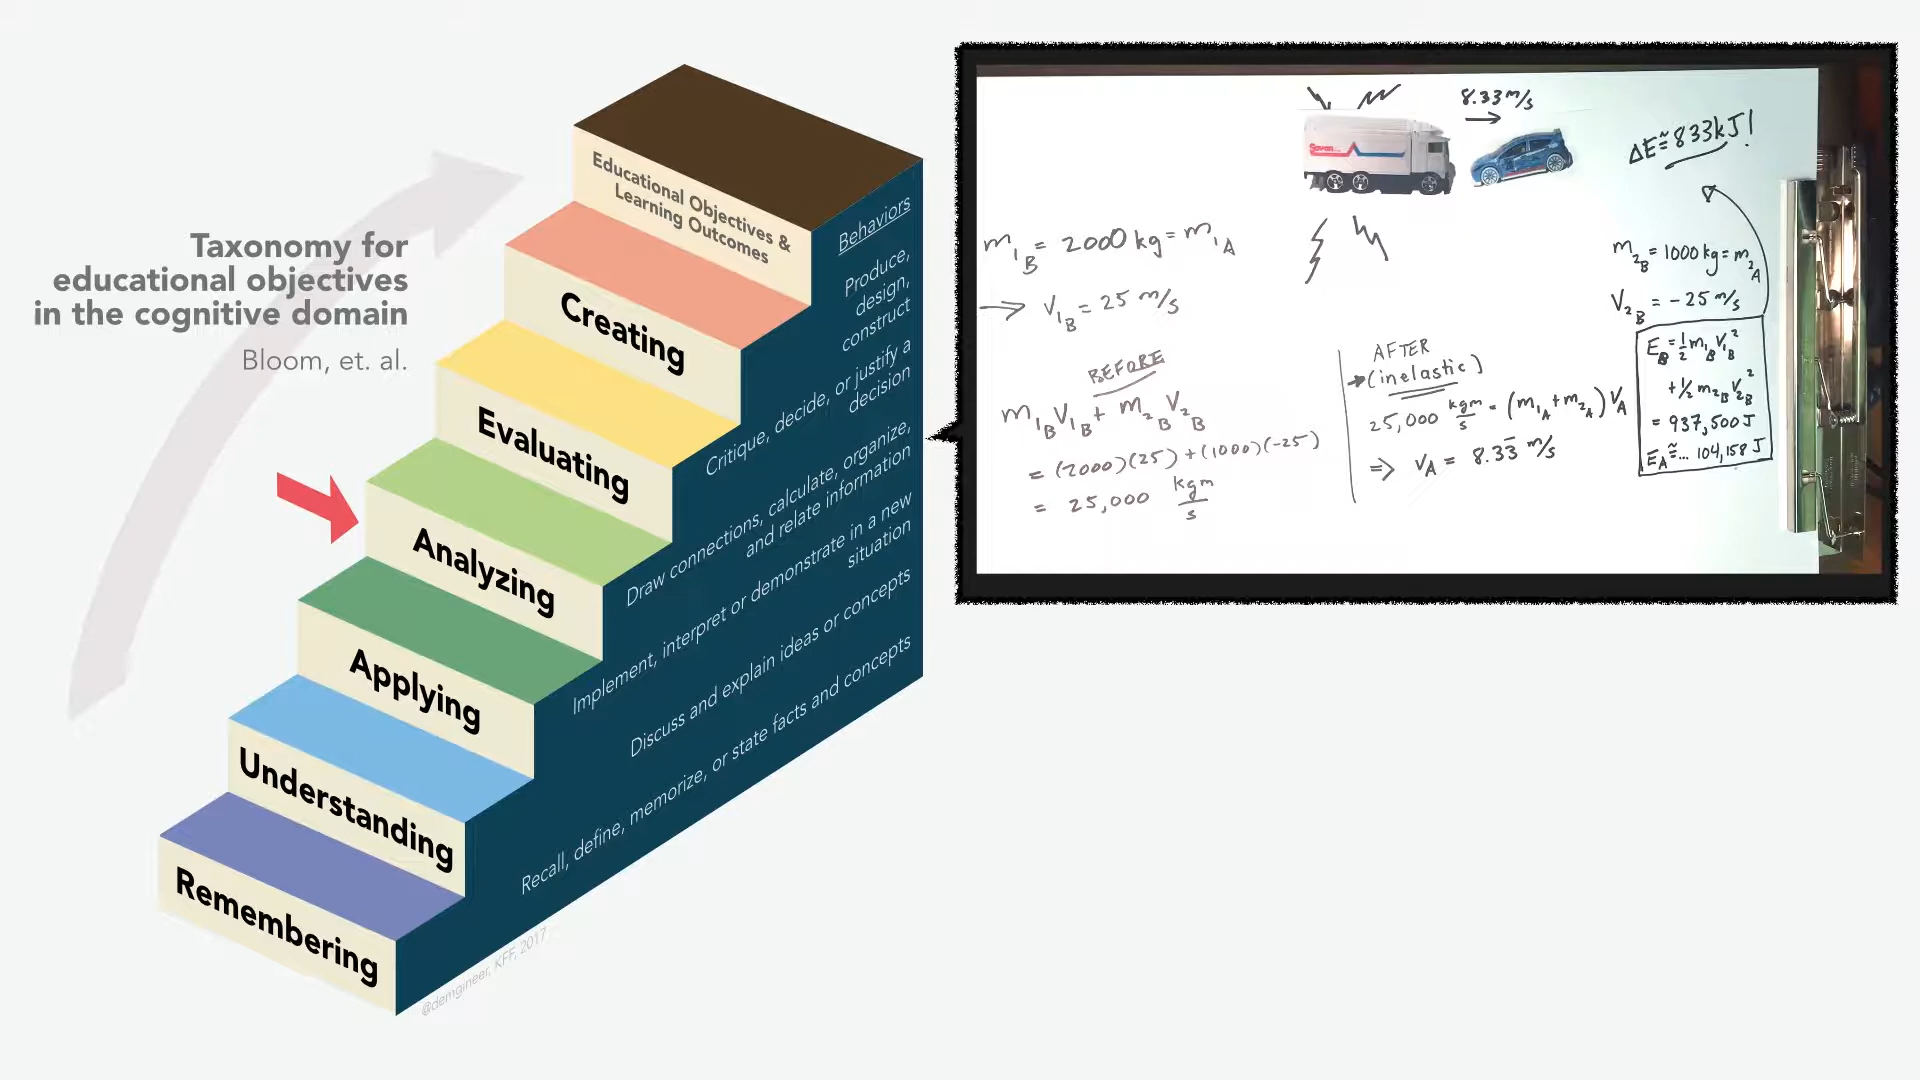 Taxonomy for
educational objectives
in the cognitive domain
Bloom, et. al.
Educational Objectives &
Learning Outcomes
Creating
Evaluating
Analyzing
Applying
Understanding
Remembering
Behaviors
Produce,
design,
construct
Critique, decide, or justify a
decision
Draw connections, calculate, organize,
and relate information
Implement, interpret or demonstrate in a new
situation
Discuss and explain ideas or concepts
Recall, define, memorize, or state facts and concepts
@demgineer, KFF, 2017
8.33 m/s
ΔE ≅ 833kJ!
m₁B = 2000 kg = m₁A
→ V₁B = 25 m/s
BEFORE
m₁B V₁B + m₂B V₂B
= (2000)(25) + (1000)(-25)
= 25,000 kgm/s
AFTER
→ (inelastic)
25,000 kgm/s = (m₁A + m₂A) VA
⇒ VA = 8.33 m/s
m₂B = 1000 kg = m₂A
V₂B = -25 m/s
EB = ½ m₁B V₁B²
+ ½ m₂B V₂B²
= 937,500 J
EA ≅ ... 104,158 J